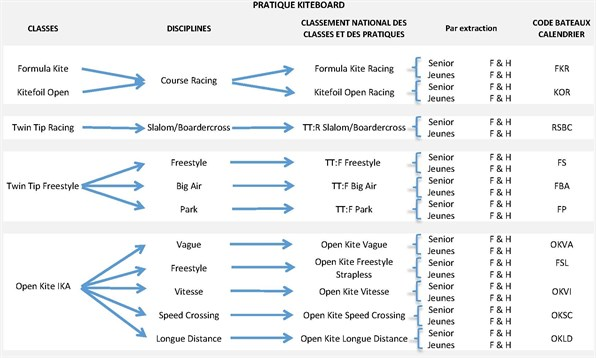 PRATIQUE KITEBOARD
CLASSES DISCIPLINES CLASSEMENT NATIONAL DES CLASSES ET DES PRATIQUES Par extraction CODE BATEAUX CALENDRIER
Formula Kite Course Racing Formula Kite Racing Senior F & H FKR
Jeunes F & H
Kitefoil Open Kitefoil Open Racing Senior F & H KOR
Jeunes F & H
Twin Tip Racing Slalom/Boardercross TT:R Slalom/Boardercross Senior F & H RSBC
Jeunes F & H
Twin Tip Freestyle Freestyle TT:F Freestyle Senior F & H FS
Jeunes F & H
Big Air TT:F Big Air Senior F & H FBA
Jeunes F & H
Park TT:F Park Senior F & H FP
Jeunes F & H
Open Kite IKA Vague Open Kite Vague Senior F & H OKVA
Jeunes F & H
Freestyle Open Kite Freestyle Strapless Senior F & H FSL
Jeunes F & H
Vitesse Open Kite Vitesse Senior F & H OKVI
Jeunes F & H
Speed Crossing Open Kite Speed Crossing Senior F & H OKSC
Jeunes F & H
Longue Distance Open Kite Longue Distance Senior F & H OKLD
Jeunes F & H